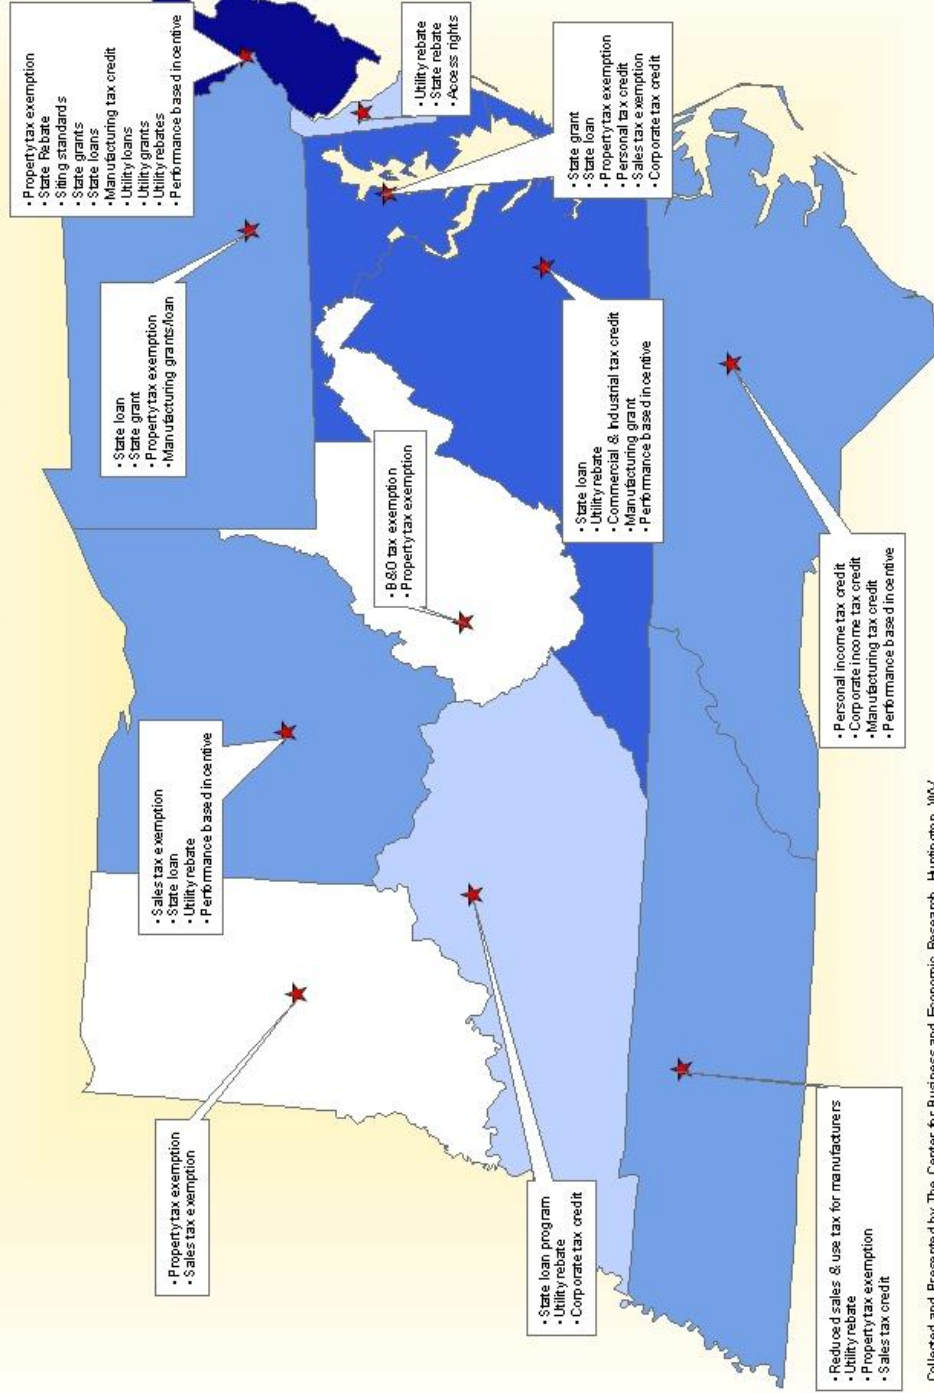 • Property tax exemption
• State Rebate
• Siting standards
• State grants
• State loans
• Manufacturing tax credit
• Utility loans
• Utility grants
• Utility rebates
• Performance based incentive
• State loan
• State grant
• Property tax exemption
• Manufacturing grants/loan
• Sales tax exemption
• State loan
• Utility rebate
• Performance based incentive
• Property tax exemption
• Sales tax exemption
• B&O tax exemption
• Property tax exemption
• Utility rebate
• State rebate
• Access rights
• State loan program
• Utility rebate
• Corporate tax credit
• State loan
• Utility rebate
• Commercial & Industrial tax credit
• Manufacturing grant
• Performance based incentive
• State grant
• State loan
• Property tax exemption
• Personal tax credit
• Sales tax exemption
• Corporate tax credit
• Reduced sales & use tax for manufacturers
• Utility rebate
• Property tax exemption
• Sales tax credit
• Personal income tax credit
• Corporate income tax credit
• Manufacturing tax credit
• Performance based incentive
Collected and Presented by The Center for Business and Economic Research, Huntington, WV